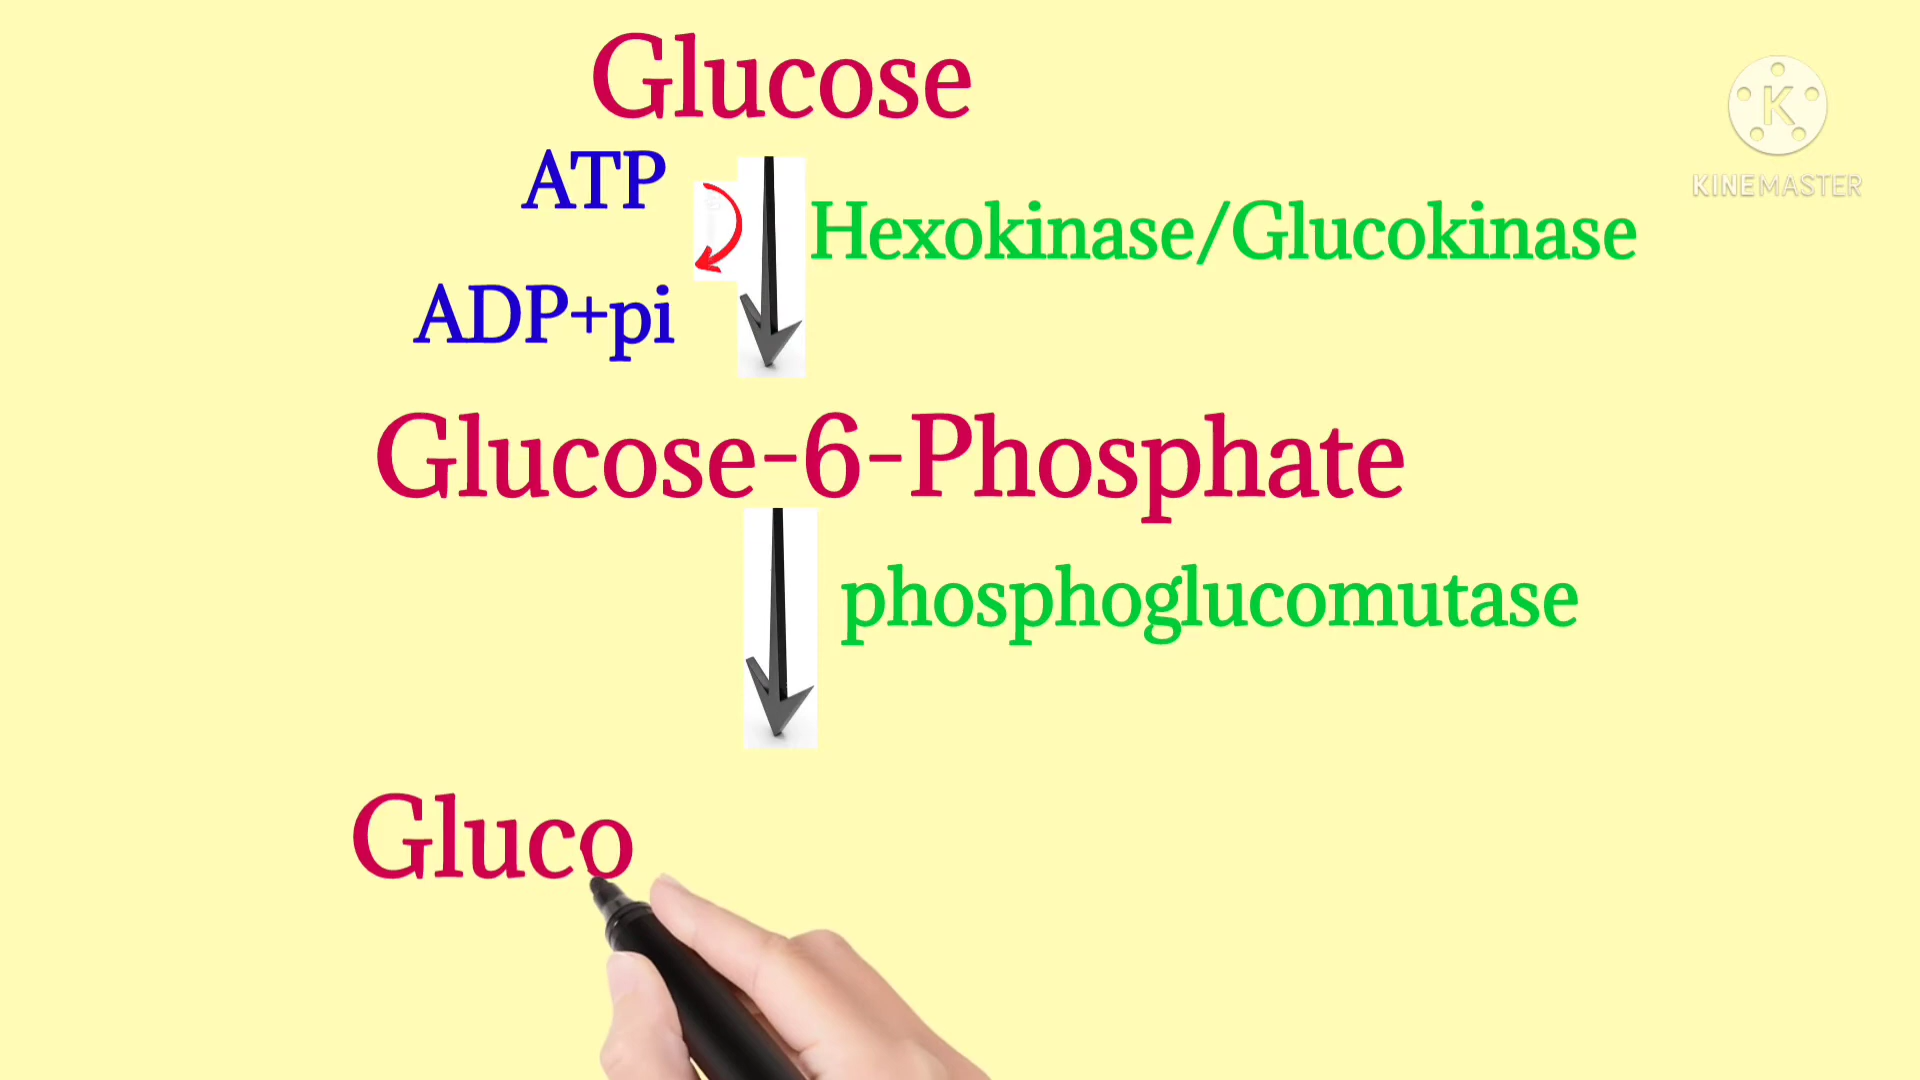 Glucose
ATP
Hexokinase/Glucokinase
ADP+pi
Glucose-6-Phosphate
phosphoglucomutase
Gluco
K
KINEMASTER